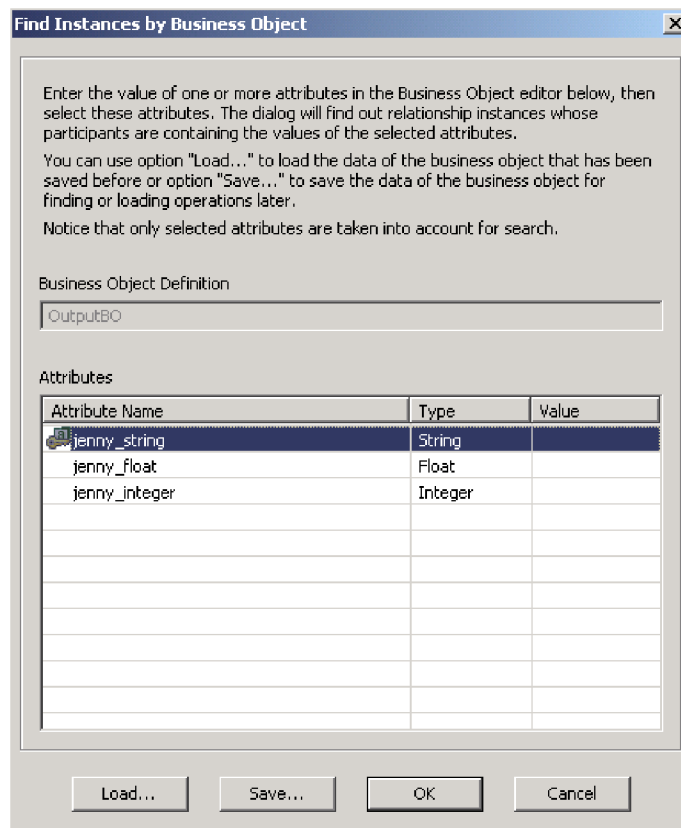 Find Instances by Business Object
Enter the value of one or more attributes in the Business Object editor below, then
select these attributes. The dialog will find out relationship instances whose
participants are containing the values of the selected attributes.
You can use option "Load..." to load the data of the business object that has been
saved before or option "Save..." to save the data of the business object for
finding or loading operations later.
Notice that only selected attributes are taken into account for search.
Business Object Definition
OutputBO
Attributes
Attribute Name Type Value
jenny_string String
jenny_float Float
jenny_integer Integer
Load... Save... OK Cancel